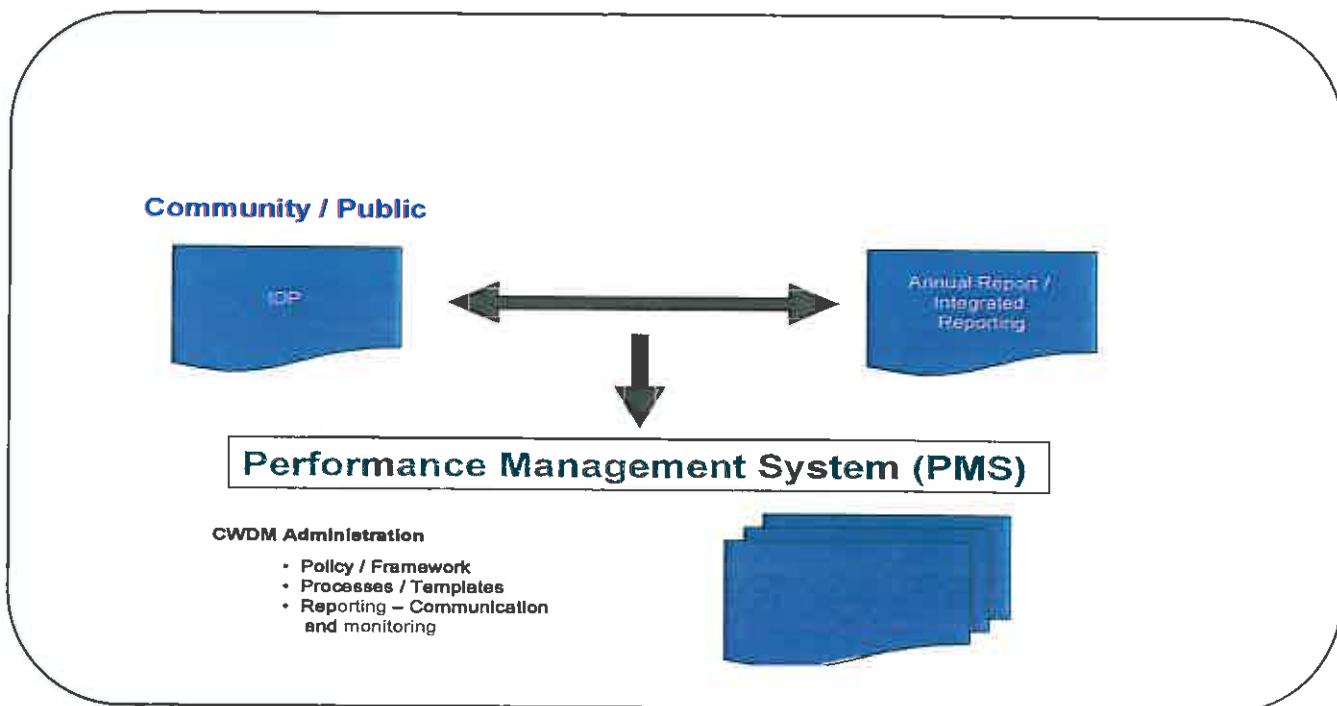 Community / Public
IDP
Annual Report /
Integrated
Reporting
Performance Management System (PMS)
CWDM Administration
• Policy / Framework
• Processes / Templates
• Reporting – Communication
and monitoring